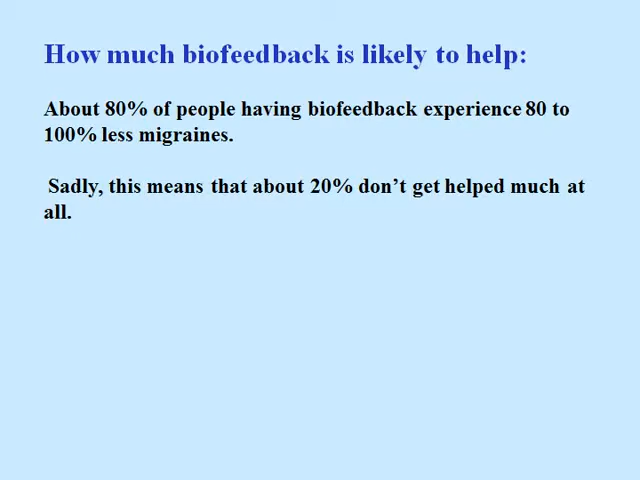 How much biofeedback is likely to help:
About 80% of people having biofeedback experience 80 to
100% less migraines.
Sadly, this means that about 20% don’t get helped much at
all.